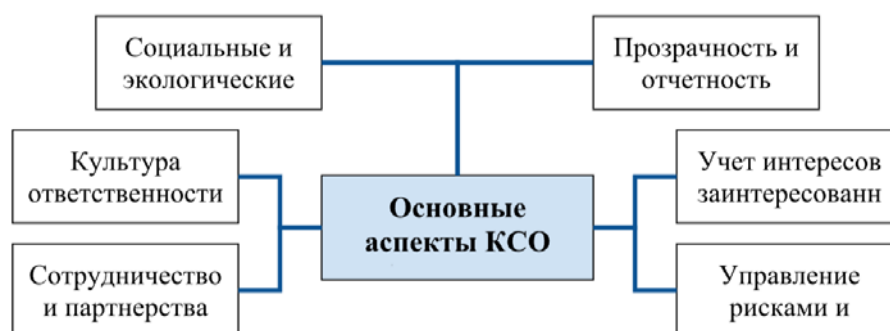 Социальные и
экологические
Прозрачность и
отчетность
Культура
ответственности
Учет интересов
заинтересованн
Основные
аспекты КСО
Сотрудничество
и партнерства
Управление
рисками и